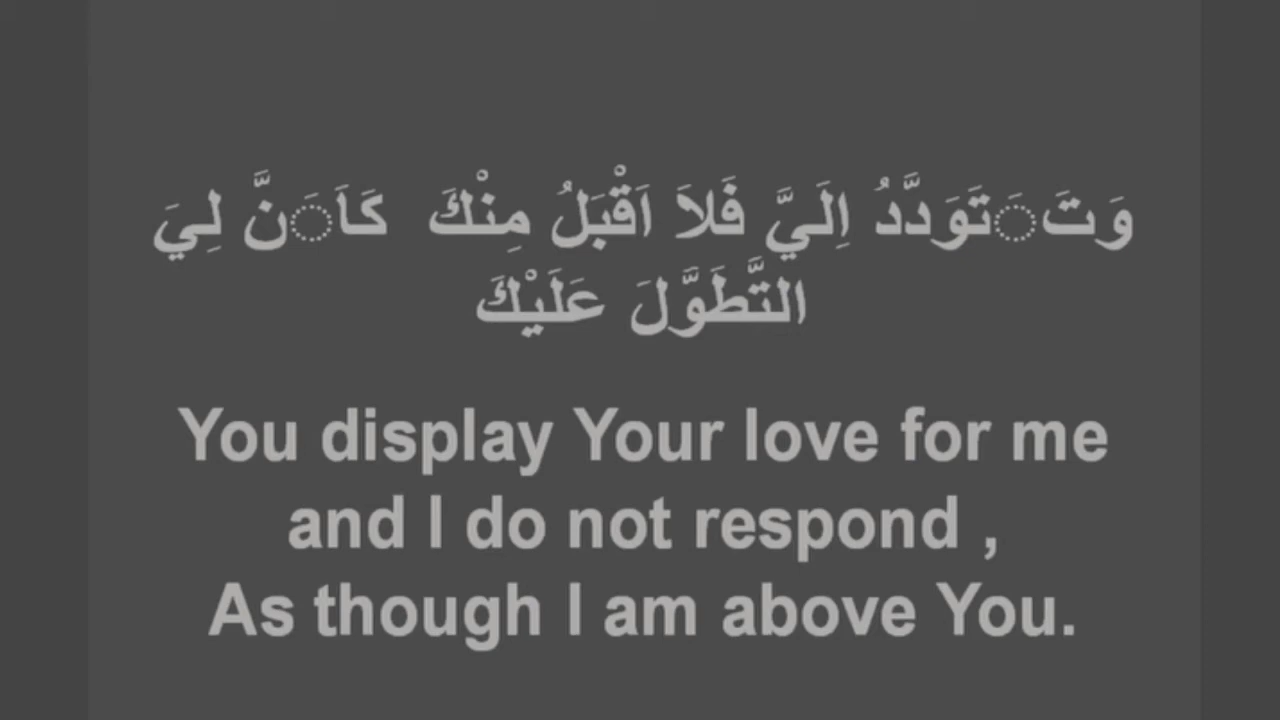 وَتَ◌َتَوَدَّدُ اِلَيَّ فَلاَ اَقْبَلُ مِنْكَ كَاَ◌َنَّ لِيَ
التَّطَوَّلَ عَلَيْكَ
You display Your love for me
and I do not respond ,
As though I am above You.